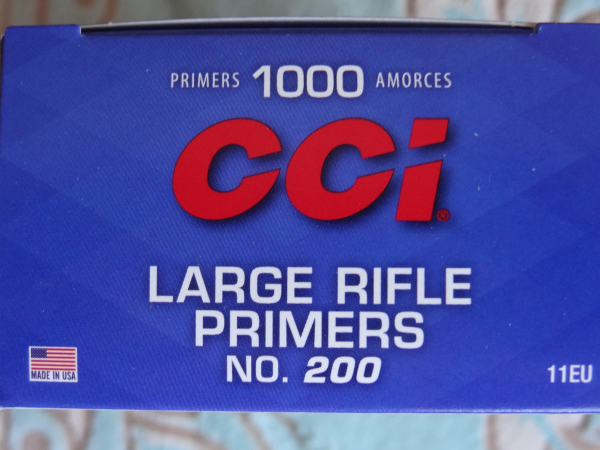 PRIMERS 1000 AMORCES
CCI®
LARGE RIFLE
PRIMERS
NO. 200
MADE IN USA
11EU